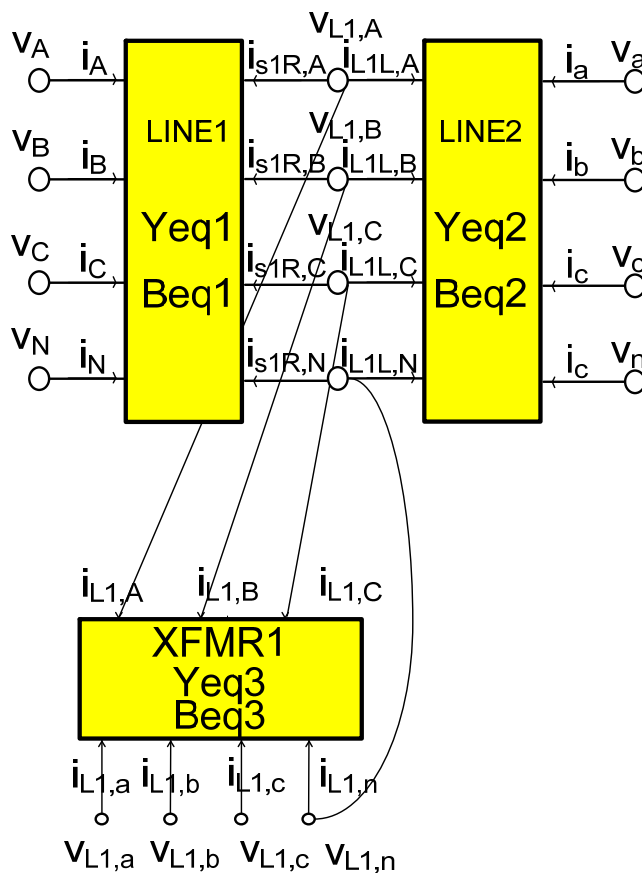 vL1,A
vA iA is1R,A iL1L,A ia va
LINE1 LINE2
vL1,B
vB iB is1R,B iL1L,B ib vb
Yeq1 Yeq2
vL1,C
vC iC is1R,C iL1L,C ic vc
Beq1 Beq2
vN iN is1R,N iL1L,N ic vn
iL1,A iL1,B iL1,C
XFMR1
Yeq3
Beq3
iL1,a iL1,b iL1,c iL1,n
vL1,a vL1,b vL1,c vL1,n